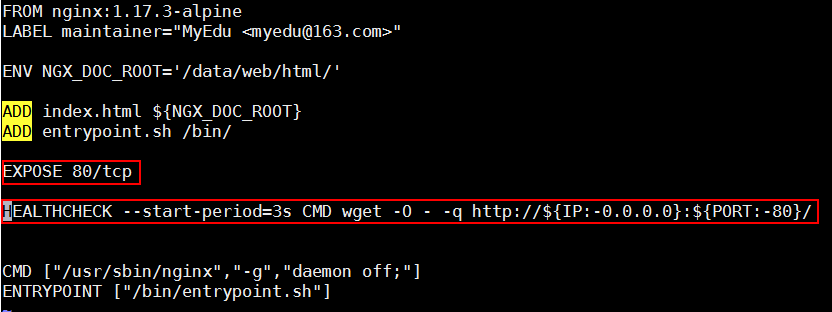 FROM nginx:1.17.3-alpine
LABEL maintainer="MyEdu <myedu@163.com>"
ENV NGX_DOC_ROOT='/data/web/html/'
ADD index.html ${NGX_DOC_ROOT}
ADD entrypoint.sh /bin/
EXPOSE 80/tcp
HEALTHCHECK --start-period=3s CMD wget -O - -q http://${IP:-0.0.0.0}:${PORT:-80}/
CMD ["/usr/sbin/nginx","-g","daemon off;"]
ENTRYPOINT ["/bin/entrypoint.sh"]
~